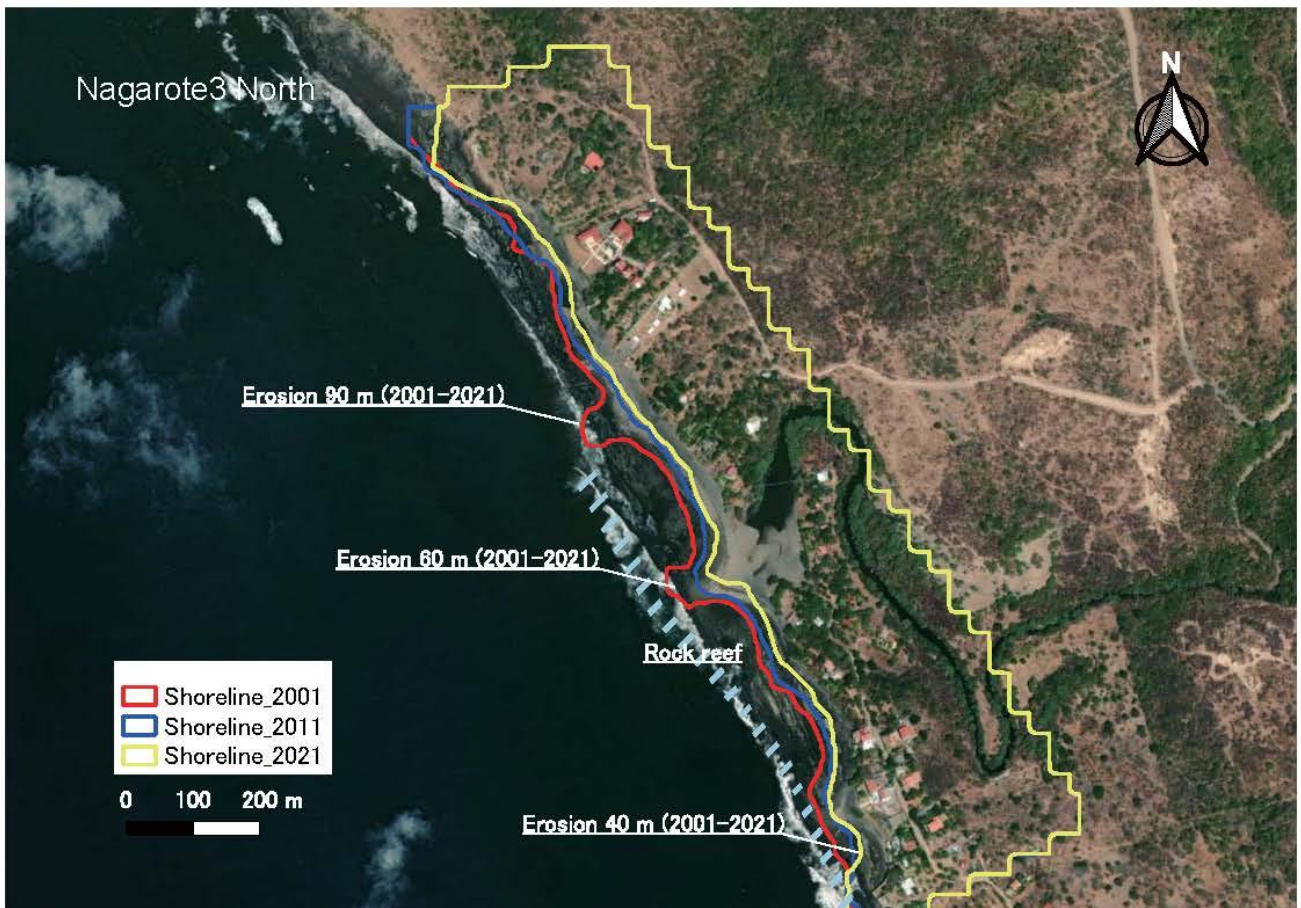 Nagarote3 North
N
Erosion 90 m (2001-2021)
Erosion 60 m (2001-2021)
Rock reef
Shoreline_2001
Shoreline_2011
Shoreline_2021
0 100 200 m
Erosion 40 m (2001-2021)